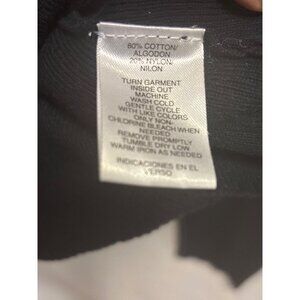 80% COTTON/
ALGODON
20% NYLON/
NILON
TURN GARMENT
INSIDE OUT
MACHINE
WASH COLD
GENTLE CYCLE
WITH LIKE COLORS
ONLY NON-
CHLORINE BLEACH WHEN
NEEDED
REMOVE PROMPTLY
TUMBLE DRY LOW
WARM IRON AS NEEDED
INDICACIONES EN EL
VERSO